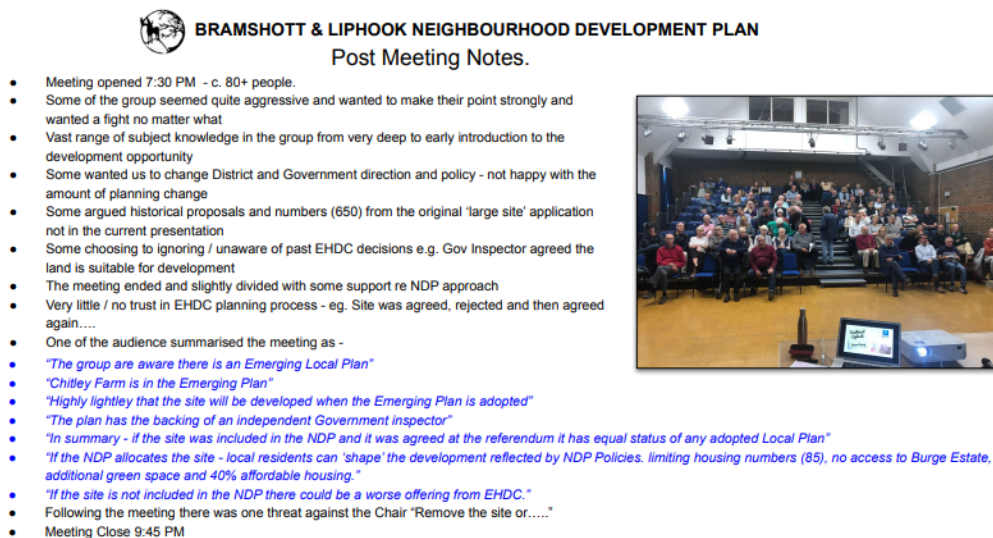 BRAMSHOTT & LIPHOOK NEIGHBOURHOOD DEVELOPMENT PLAN
Post Meeting Notes.
● Meeting opened 7:30 PM - c. 80+ people.
● Some of the group seemed quite aggressive and wanted to make their point strongly and
wanted a fight no matter what
● Vast range of subject knowledge in the group from very deep to early introduction to the
development opportunity
● Some wanted us to change District and Government direction and policy - not happy with the
amount of planning change
● Some argued historical proposals and numbers (650) from the original ‘large site’ application
not in the current presentation
● Some choosing to ignoring / unaware of past EHDC decisions e.g. Gov Inspector agreed the
land is suitable for development
● The meeting ended and slightly divided with some support re NDP approach
● Very little / no trust in EHDC planning process - eg. Site was agreed, rejected and then agreed
again….
● One of the audience summarised the meeting as -
● “The group are aware there is an Emerging Local Plan”
● “Chitley Farm is in the Emerging Plan”
● “Highly lightley that the site will be developed when the Emerging Plan is adopted”
● “The plan has the backing of an independent Government inspector”
● “In summary - if the site was included in the NDP and it was agreed at the referendum it has equal status of any adopted Local Plan”
● “If the NDP allocates the site - local residents can ‘shape’ the development reflected by NDP Policies. limiting housing numbers (85), no access to Burge Estate,
additional green space and 40% affordable housing.”
● “If the site is not included in the NDP there could be a worse offering from EHDC.”
● Following the meeting there was one threat against the Chair “Remove the site or…..”
● Meeting Close 9:45 PM